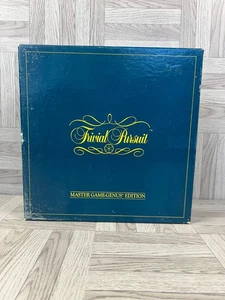 Trivial Pursuit
MASTER GAME-GENUS EDITION